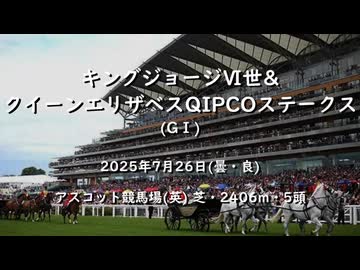 キングジョージⅥ世&
クイーンエリザベスQIPCOステークス
(GⅠ)
2025年7月26日(曇・良)
アスコット競馬場(英) 芝・2406m・5頭